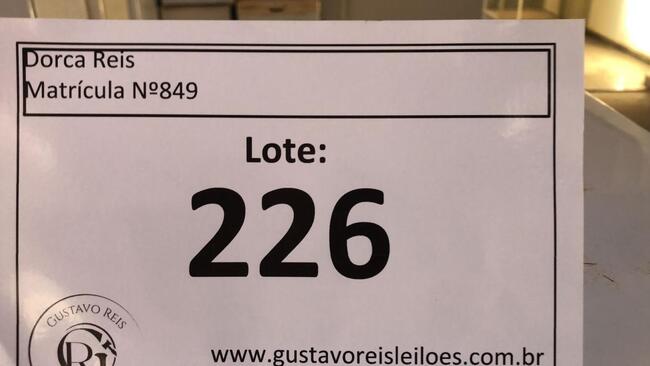 Dorca Reis
Matrícula Nº849
Lote:
226
GUSTAVO REIS
www.gustavoreisleiloes.com.br